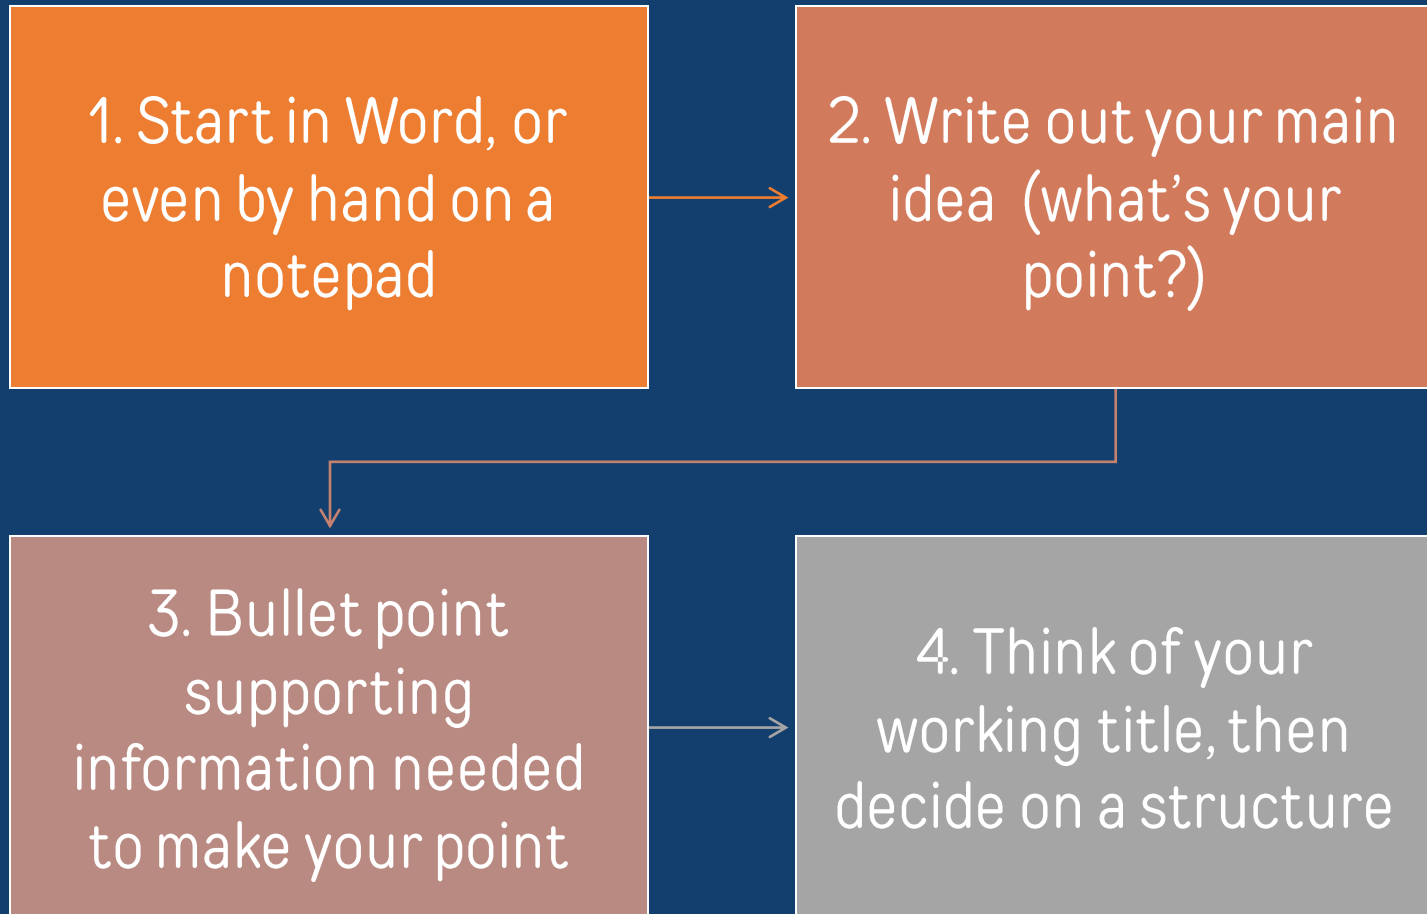 1. Start in Word, or
even by hand on a
notepad
2. Write out your main
idea  (what’s your
point?)
3. Bullet point
supporting
information needed
to make your point
4. Think of your
working title, then
decide on a structure